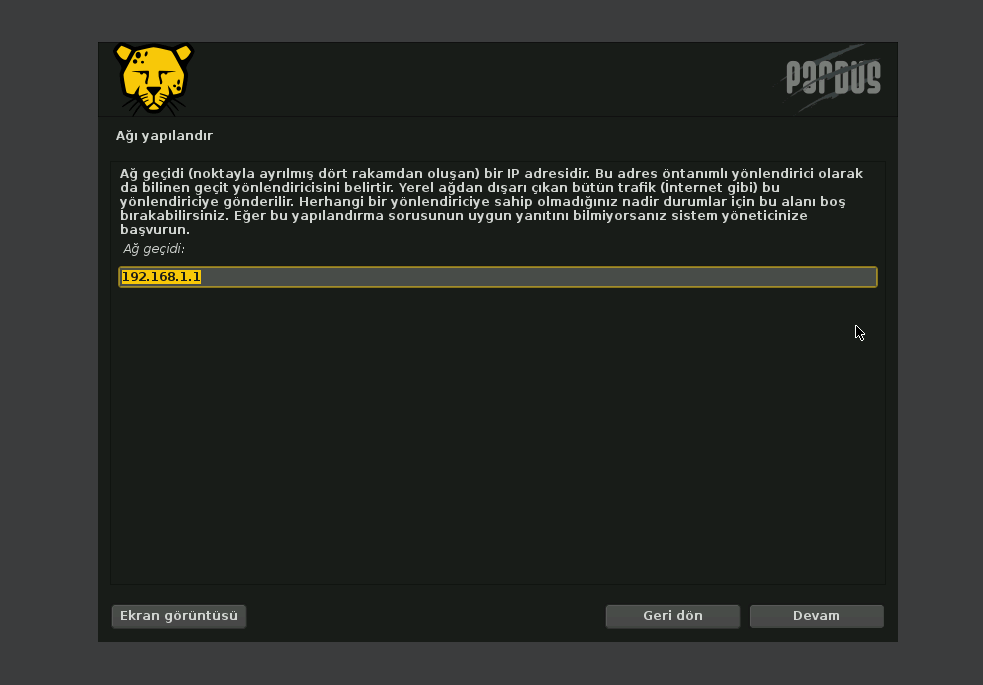 PARDUS
Ağı yapılandır
Ağ geçidi (noktayla ayrılmış dört rakamdan oluşan) bir IP adresidir. Bu adres öntanımlı yönlendirici olarak
da bilinen geçit yönlendiricisini belirtir. Yerel ağdan dışarı çıkan bütün trafik (İnternet gibi) bu
yönlendiriciye gönderilir. Herhangi bir yönlendiriciye sahip olmadığınız nadir durumlar için bu alanı boş
bırakabilirsiniz. Eğer bu yapılandırma sorusunun uygun yanıtını bilmiyorsanız sistem yöneticinize
başvurun.
Ağ geçidi:
192.168.1.1
Ekran görüntüsü
Geri dön
Devam